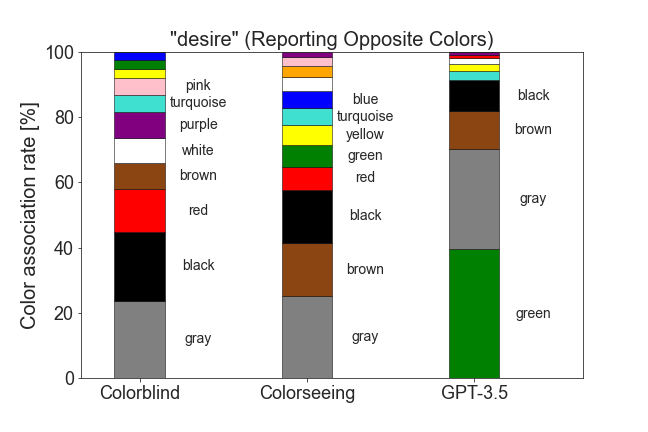 "desire" (Reporting Opposite Colors)
Color association rate [%]
100
80
60
40
20
0
pink
turquoise
purple
white
brown
red
black
gray
blue
turquoise
yellow
green
red
black
brown
gray
black
brown
gray
green
Colorblind
Colorseeing
GPT-3.5